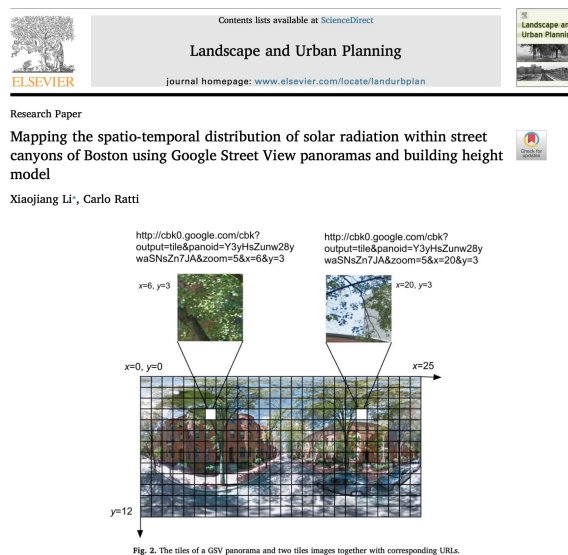 Contents lists available at ScienceDirect
Landscape and Urban Planning
journal homepage: www.elsevier.com/locate/landurbplan
ELSEVIER
Landscape an
Urban Plannin
Research Paper
Mapping the spatio-temporal distribution of solar radiation within street
canyons of Boston using Google Street View panoramas and building height
model
Check for
updates
Xiaojiang Li*, Carlo Ratti
http://cbk0.google.com/cbk?
output=tile&panoid=Y3yHsZunw28y
waSNsZn7JA&zoom=5&x=6&y=3
http://cbk0.google.com/cbk?
output=tile&panoid=Y3yHsZunw28y
waSNsZn7JA&zoom=5&x=20&y=3
x=6, y=3
x=20, y=3
x=0, y=0
x=25
y=12
Fig. 2. The tiles of a GSV panorama and two tiles images together with corresponding URLs.